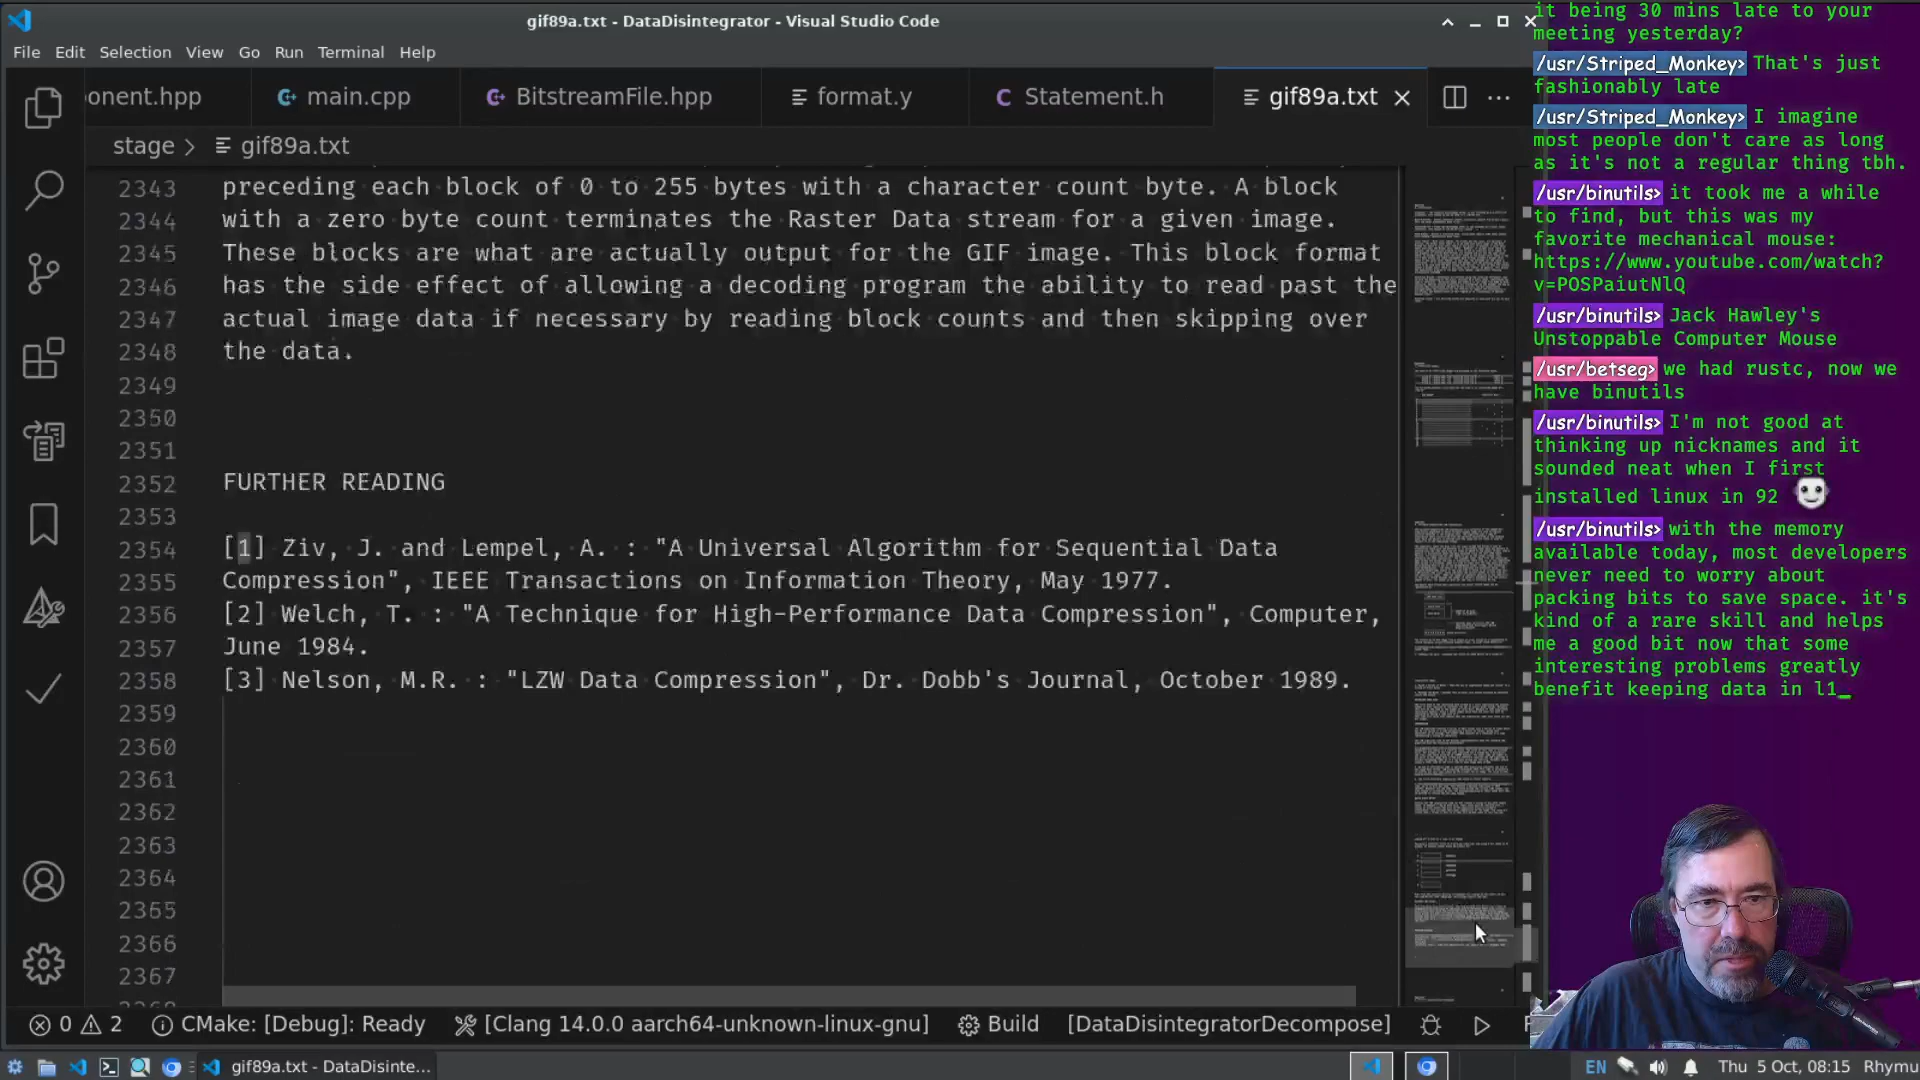 gif89a.txt - DataDisintegrator - Visual Studio Code
File Edit Selection View Go Run Terminal Help
onent.hpp main.cpp BitstreamFile.hpp format.y Statement.h gif89a.txt
stage > gif89a.txt
2343 preceding each block of 0 to 255 bytes with a character count byte. A block
2344 with a zero byte count terminates the Raster Data stream for a given image.
2345 These blocks are what are actually output for the GIF image. This block format
2346 has the side effect of allowing a decoding program the ability to read past the
2347 actual image data if necessary by reading block counts and then skipping over
2348 the data.
2349
2350
2351
2352 FURTHER READING
2353
2354 [1] Ziv, J. and Lempel, A. : "A Universal Algorithm for Sequential Data
2355 Compression", IEEE Transactions on Information Theory, May 1977.
2356 [2] Welch, T. : "A Technique for High-Performance Data Compression", Computer,
2357 June 1984.
2358 [3] Nelson, M.R. : "LZW Data Compression", Dr. Dobb's Journal, October 1989.
2359
2360
2361
2362
2363
2364
2365
2366
2367
0 2 CMake: [Debug]: Ready [Clang 14.0.0 aarch64-unknown-linux-gnu] Build [DataDisintegratorDecompose]
gif89a.txt - DataDisinte...
EN Thu 5 Oct, 08:15 Rhymu
it being 30 mins late to your
meeting yesterday?
/usr/Striped_Monkey> That's just
fashionably late
/usr/Striped_Monkey> I imagine
most people don't care as long
as it's not a regular thing tbh.
/usr/binutils> it took me a while
to find, but this was my
favorite mechanical mouse:
https://www.youtube.com/watch?
v=POSPaiutNlQ
/usr/binutils> Jack Hawley's
Unstoppable Computer Mouse
/usr/betseg> we had rustc, now we
have binutils
/usr/binutils> I'm not good at
thinking up nicknames and it
sounded neat when I first
installed linux in 92
/usr/binutils> with the memory
available today, most developers
never need to worry about
packing bits to save space. it's
kind of a rare skill and helps
me a good bit now that some
interesting problems greatly
benefit keeping data in l1_